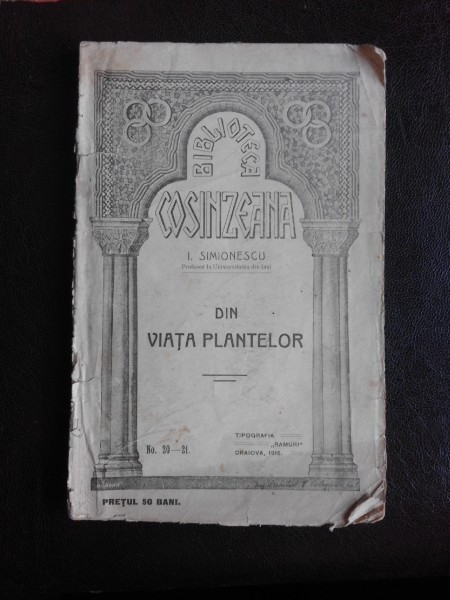 BIBLIOTECA
COSINZEANA
I. SIMIONESCU
Profesor la Universitatea din Iași
DIN
VIAȚA PLANTELOR
No. 20—21.
TIPOGRAFIA
„RAMURI”
CRAIOVA, 1916.
PREȚUL 50 BANI.